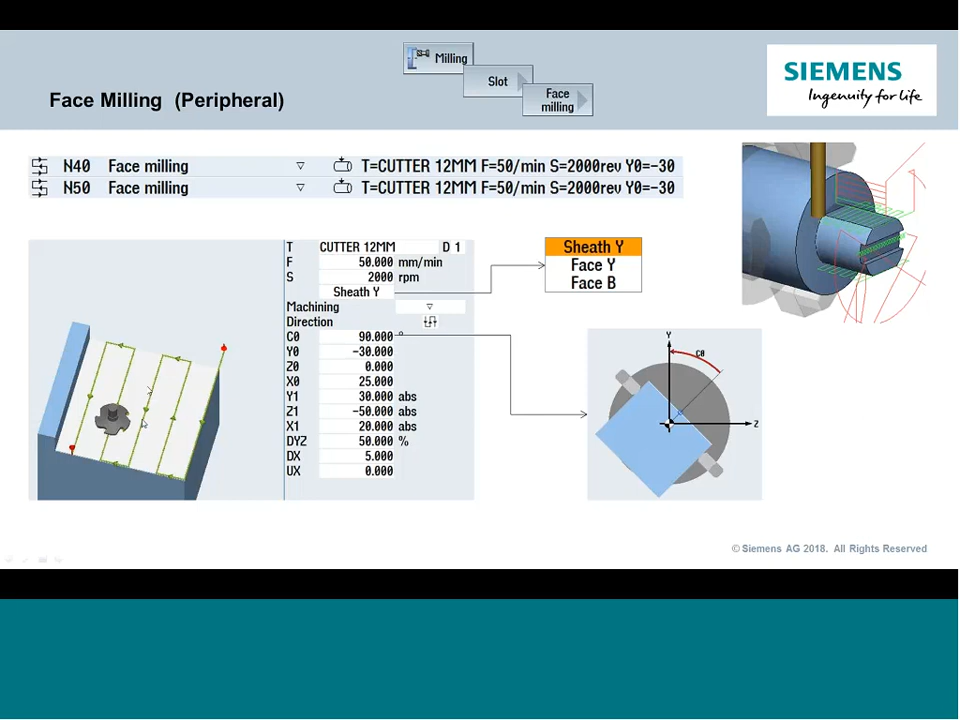 Milling
Slot
Face
milling
SIEMENS
Ingenuity for life
Face Milling (Peripheral)
N40 Face milling ▽ T=CUTTER 12MM F=50/min S=2000rev Y0=-30
N50 Face milling ▽ T=CUTTER 12MM F=50/min S=2000rev Y0=-30
T CUTTER 12MM D 1
F 50.000 mm/min
S 2000 rpm
Sheath Y
Machining ▽
Direction
C0 90.000 °
Y0 -30.000
Z0 0.000
X0 25.000
Y1 30.000 abs
Z1 -50.000 abs
X1 20.000 abs
DYZ 50.000 %
DX 5.000
UX 0.000
Sheath Y
Face Y
Face B
Y
C0
Z
© Siemens AG 2018. All Rights Reserved